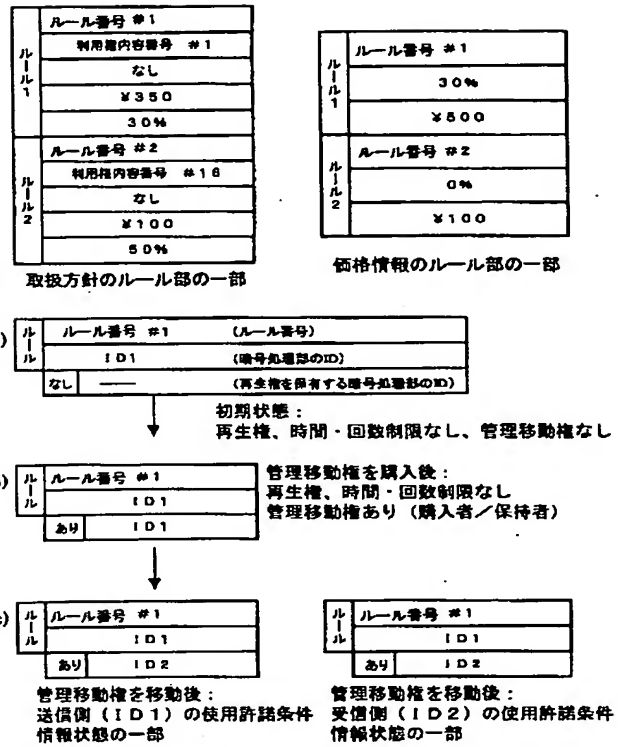 ルール1
ルール番号 #1
利用権内容番号 #1
なし
¥350
30%
ルール2
ルール番号 #2
利用権内容番号 #16
なし
¥100
50%
取扱方針のルール部の一部
ルール1
ルール番号 #1
30%
¥500
ルール2
ルール番号 #2
0%
¥100
価格情報のルール部の一部
)
ルール
ルール番号 #1 (ルール番号)
ID1 (暗号処理部のID)
なし ── (再生権を保有する暗号処理部のID)
初期状態:
再生権、時間・回数制限なし、管理移動権なし
)
ルール
ルール番号 #1
ID1
あり ID1
管理移動権を購入後:
再生権、時間・回数制限なし
管理移動権あり(購入者/保持者)
)
ルール
ルール番号 #1
ID1
あり ID2
管理移動権を移動後:
送信側(ID1)の使用許諾条件
情報状態の一部
ルール
ルール番号 #1
ID1
あり ID2
管理移動権を移動後:
受信側(ID2)の使用許諾条件
情報状態の一部